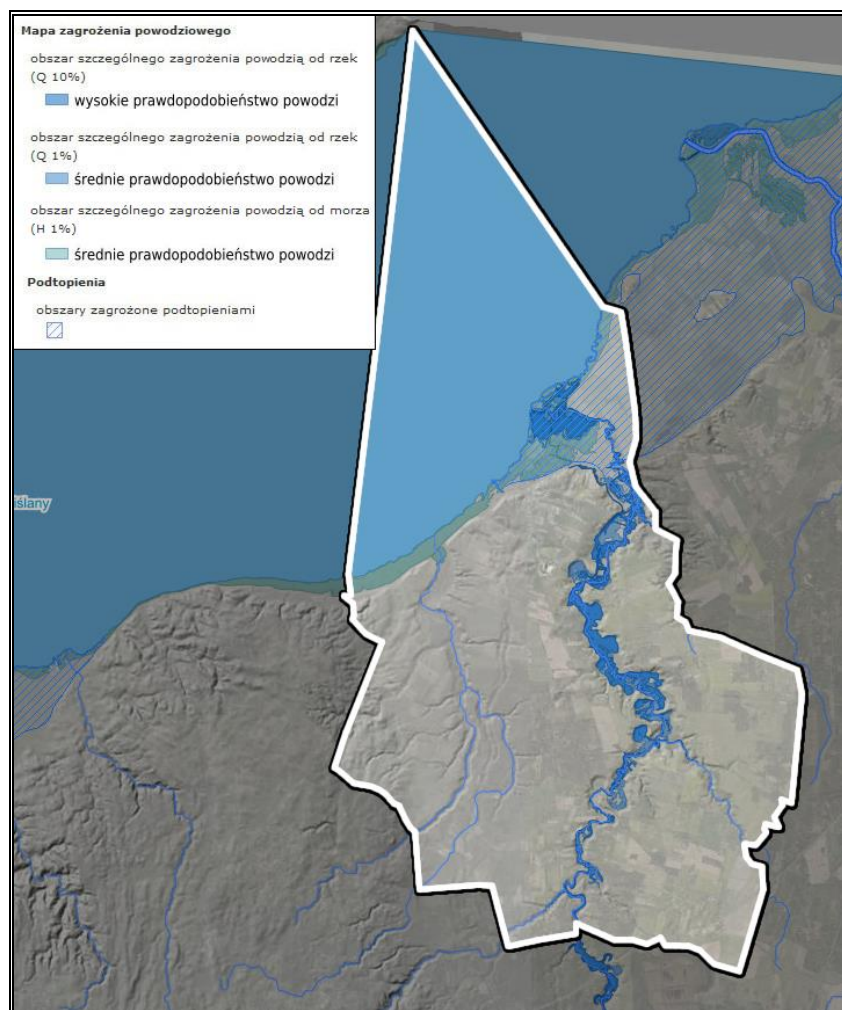 Mapa zagrożenia powodziowego
obszar szczególnego zagrożenia powodzią od rzek
(Q 10%)
wysokie prawdopodobieństwo powodzi
obszar szczególnego zagrożenia powodzią od rzek
(Q 1%)
średnie prawdopodobieństwo powodzi
obszar szczególnego zagrożenia powodzią od morza
(H 1%)
średnie prawdopodobieństwo powodzi
Podtopienia
obszary zagrożone podtopieniami
iślany